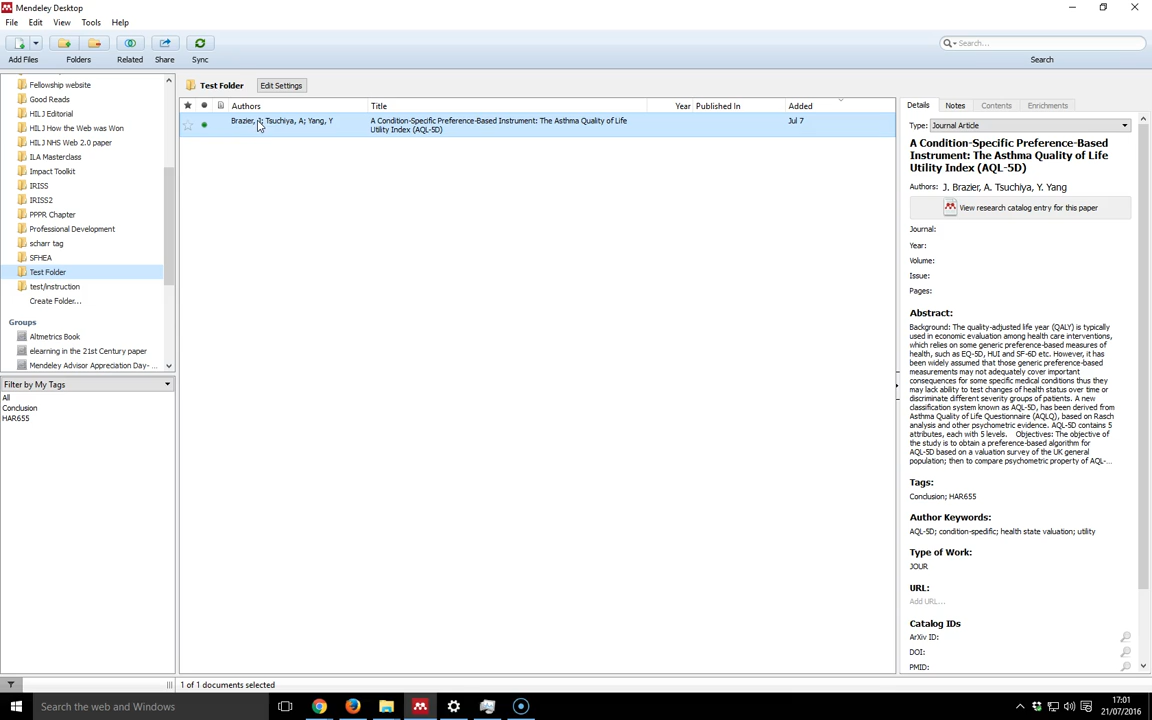 Mendeley Desktop
File Edit View Tools Help
Add Files Folders Related Share Sync
Search...
Search
Fellowship website
Good Reads
HILJ Editorial
HILJ How the Web was Won
HILJ NHS Web 2.0 paper
ILA Masterclass
Impact Toolkit
IRISS
IRISS2
PPPR Chapter
Professional Development
scharr tag
SFHEA
Test Folder
test/instruction
Create Folder...
Groups
Altmetrics Book
elearning in the 21st Century paper
Mendeley Advisor Appreciation Day- ...
Filter by My Tags
All
Conclusion
HAR655
Test Folder Edit Settings
Authors Title Year Published In Added
Brazier, J; Tsuchiya, A; Yang, Y A Condition-Specific Preference-Based Instrument: The Asthma Quality of Life Jul 7
Utility Index (AQL-5D)
1 of 1 documents selected
Details Notes Contents Enrichments
Type: Journal Article
A Condition-Specific Preference-Based
Instrument: The Asthma Quality of Life
Utility Index (AQL-5D)
Authors: J. Brazier, A. Tsuchiya, Y. Yang
View research catalog entry for this paper
Journal:
Year:
Volume:
Issue:
Pages:
Abstract:
Background: The quality-adjusted life year (QALY) is typically
used in economic evaluation among health care interventions,
which relies on some generic preference-based measures of
health, such as EQ-5D, HUI and SF-6D etc. However, it has
been widely assumed that those generic preference-based
measurements may not adequately cover important
consequences for some specific medical conditions thus they
may lack ability to test changes of health status over time or
discriminate different severity groups of patients. A new
classification system known as AQL-5D, has been derived from
Asthma Quality of Life Questionnaire (AQLQ), based on Rasch
analysis and other psychometric evidence. AQL-5D contains 5
attributes, each with 5 levels. Objectives: The objective of
the study is to obtain a preference-based algorithm for
AQL-5D based on a valuation survey of the UK general
population; then to compare psychometric property of AQL-...
Tags:
Conclusion; HAR655
Author Keywords:
AQL-5D; condition-spedific; health state valuation; utility
Type of Work:
JOUR
URL:
Add URL...
Catalog IDs
ArXiv ID:
DOI:
PMID:
Search the web and Windows
17:01
21/07/2016